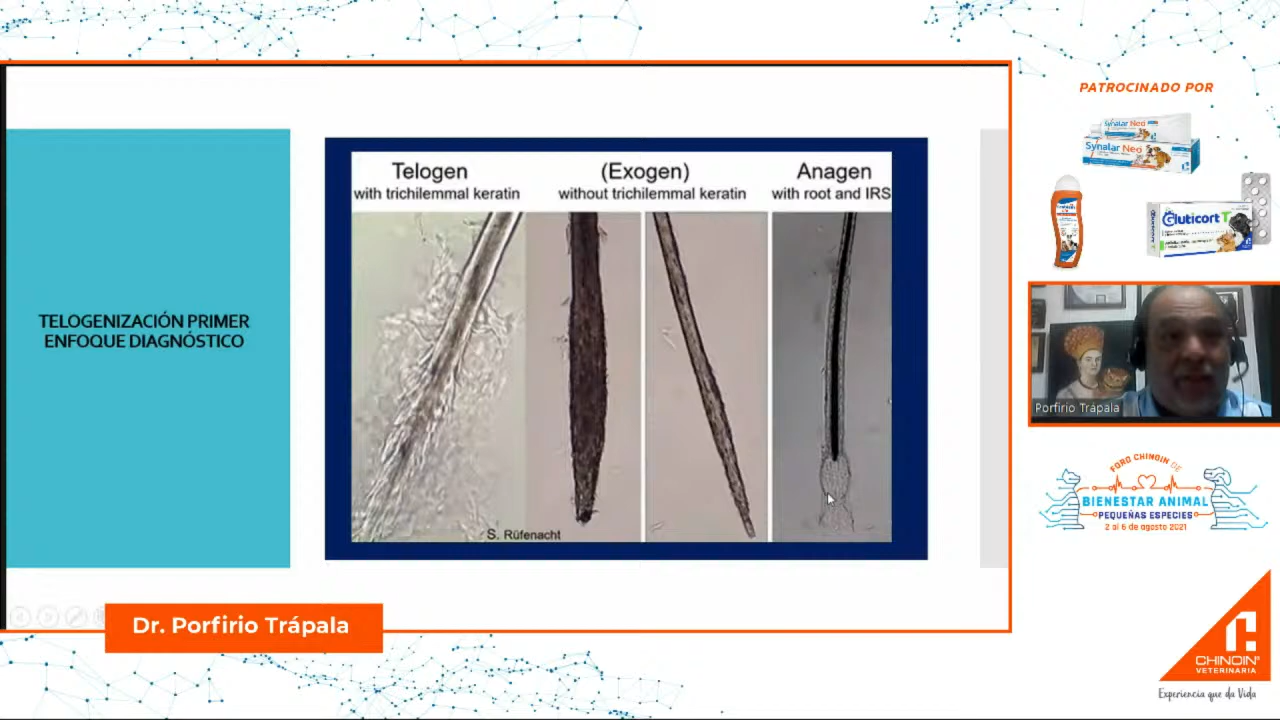 PATROCINADO POR
Synalar Neo
Synalar Neo
Gluticort T
Telogen
with trichilemmal keratin
(Exogen)
without trichilemmal keratin
Anagen
with root and IRS
TELOGENIZACIÓN PRIMER
ENFOQUE DIAGNÓSTICO
S. Rüfenacht
Porfirio Trápala
FORO CHINOIN DE
BIENESTAR ANIMAL
PEQUEÑAS ESPECIES
2 al 6 de agosto 2021
Dr. Porfirio Trápala
CHINOIN®
VETERINARIA
Experiencia que da Vida